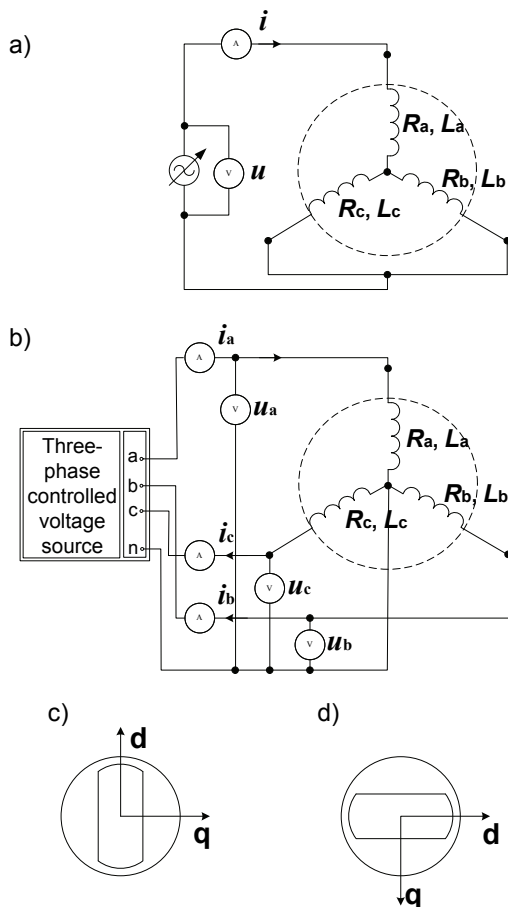 a)
i
A
V
u
Ra, La
Rb, Lb
Rc, Lc
b)
ia
A
V
ua
Three-
phase
controlled
voltage
source
a
b
c
n
Ra, La
Rb, Lb
Rc, Lc
ic
A
V
uc
ib
A
V
ub
c)
d
q
d)
d
q